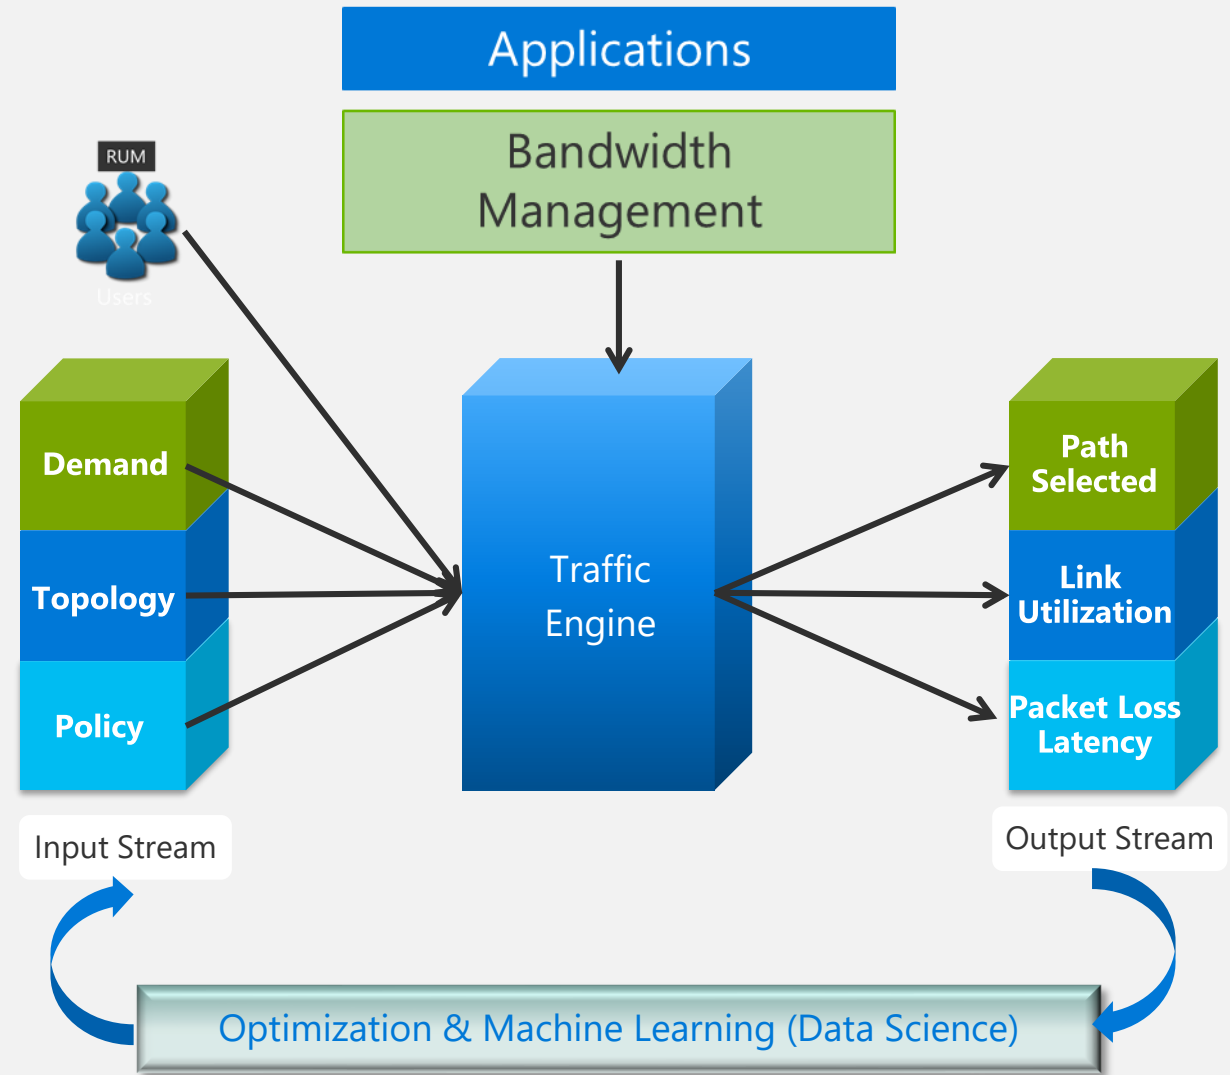 Applications
Bandwidth
Management
RUM
Users
Demand
Topology
Policy
Traffic
Engine
Path
Selected
Link
Utilization
Packet Loss
Latency
Input Stream
Output Stream
Optimization & Machine Learning (Data Science)